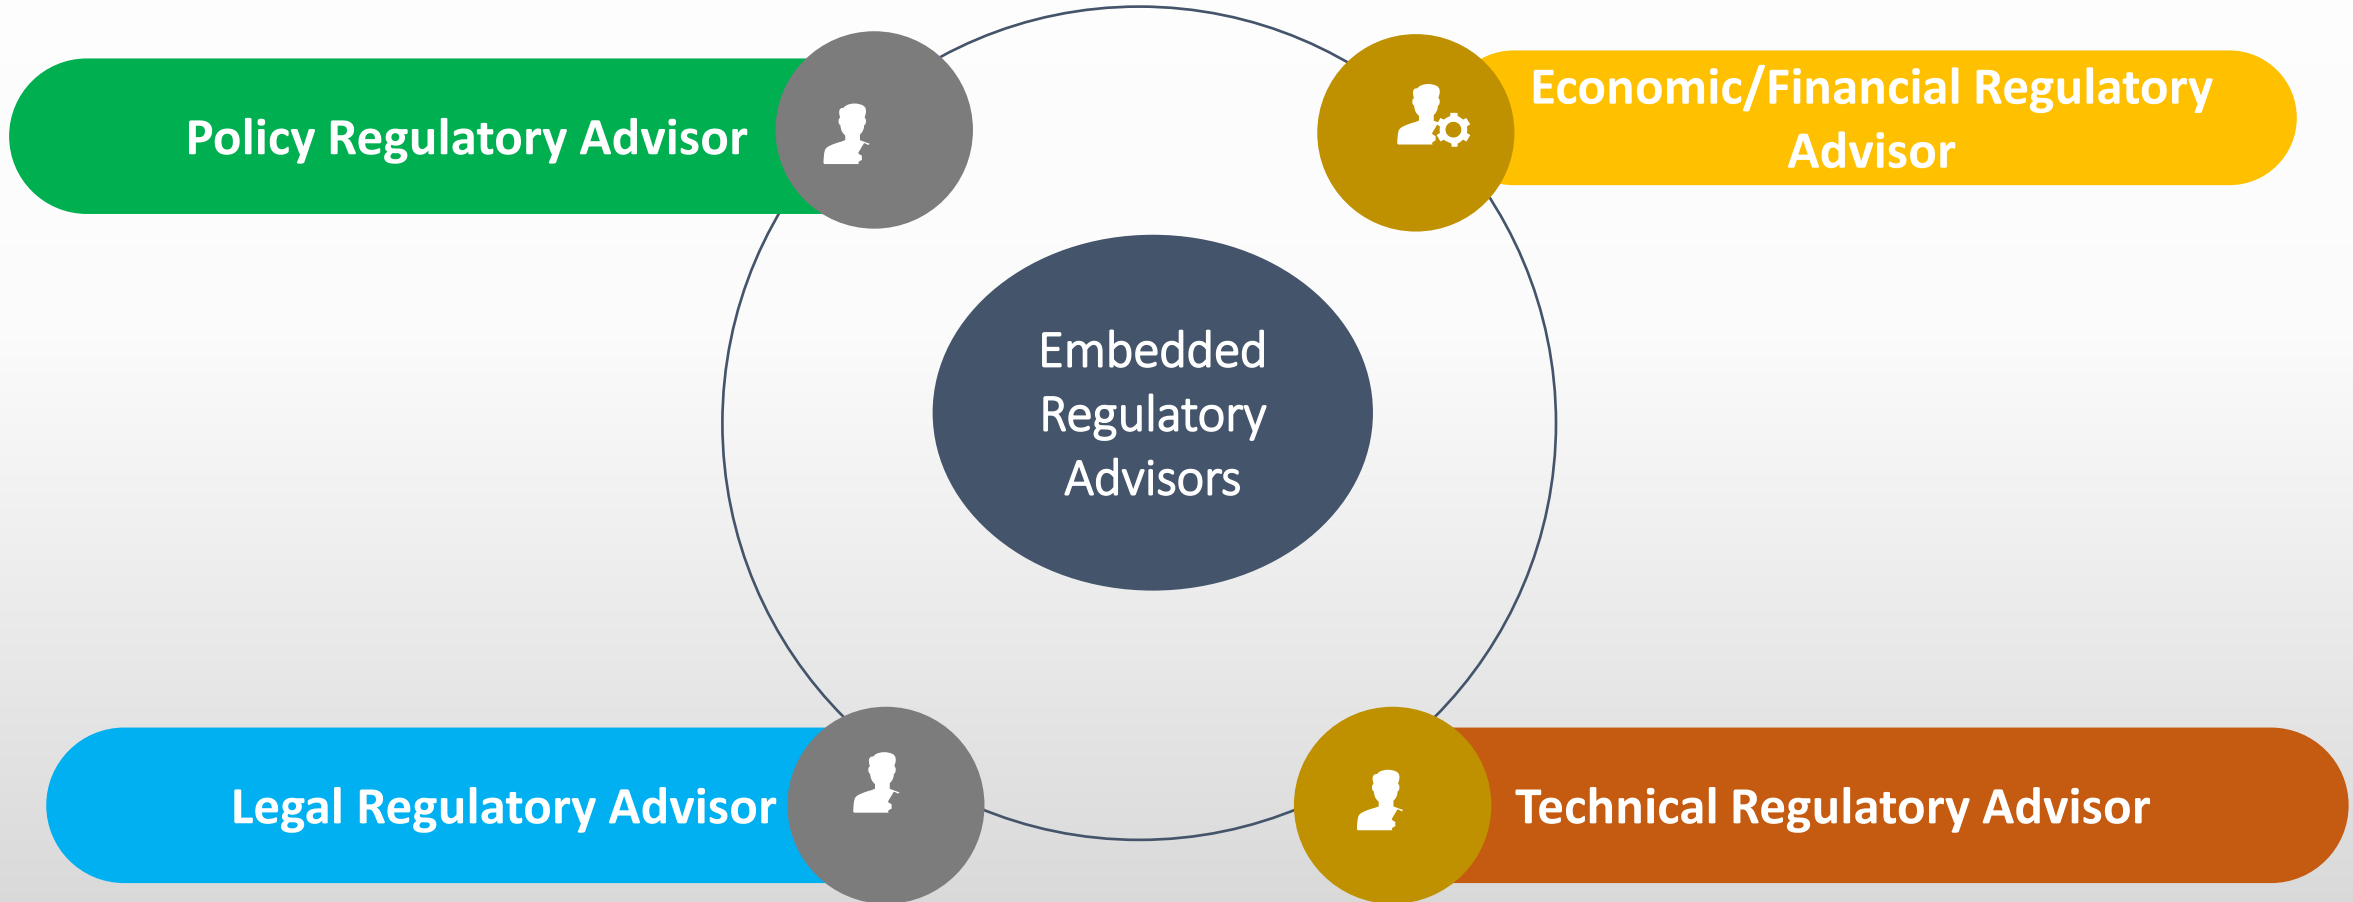 Policy Regulatory Advisor
Economic/Financial Regulatory
Advisor
Embedded
Regulatory
Advisors
Legal Regulatory Advisor
Technical Regulatory Advisor